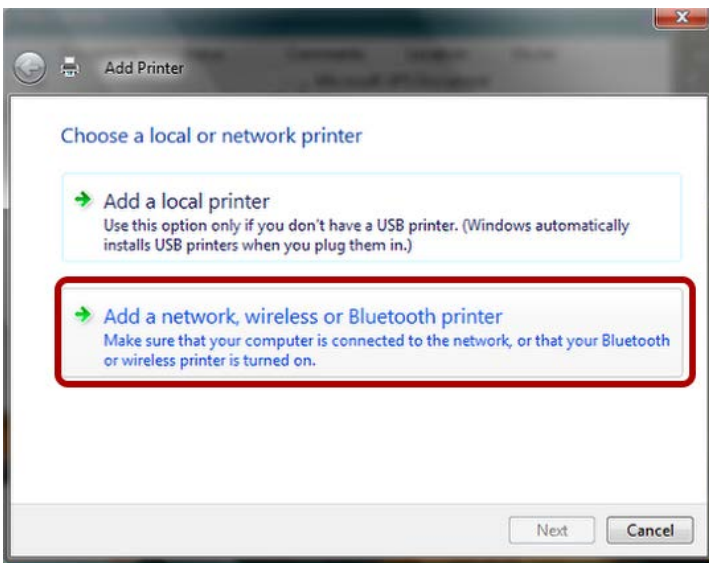 Add Printer
Choose a local or network printer
Add a local printer
Use this option only if you don't have a USB printer. (Windows automatically
installs USB printers when you plug them in.)
Add a network, wireless or Bluetooth printer
Make sure that your computer is connected to the network, or that your Bluetooth
or wireless printer is turned on.
Next
Cancel